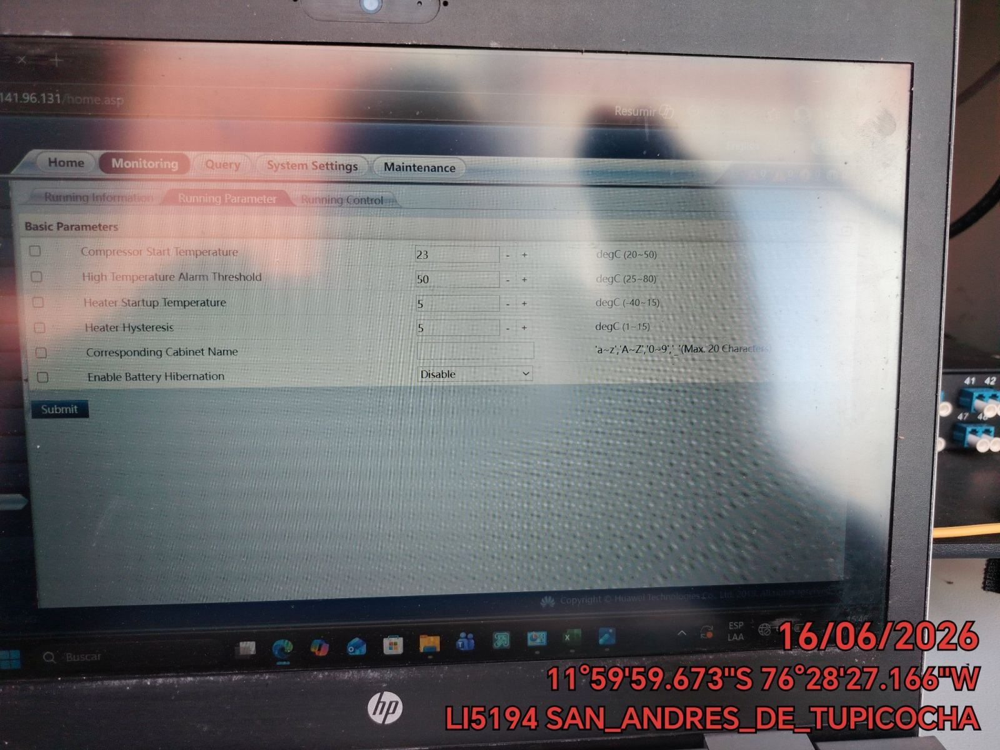 141.96.131/home.asp
Resumir
Home Monitoring Query System Settings Maintenance
Running Information Running Parameter Running Control
Basic Parameters
Compressor Start Temperature 23 - + degC (20~50)
High Temperature Alarm Threshold 50 - + degC (25~80)
Heater Startup Temperature 5 - + degC (-40~15)
Heater Hysteresis 5 - + degC (1~15)
Corresponding Cabinet Name 'a~z','A~Z','0~9','_'(Max. 20 Characters)
Enable Battery Hibernation Disable
Submit
41 42
47
Copyright © Huawei Technologies Co., Ltd. All rights reserved
15:46
ESP
LAA
Buscar
hp
16/06/2026
11°59'59.673"S 76°28'27.166"W
LI5194 SAN_ANDRES_DE_TUPICOCHA